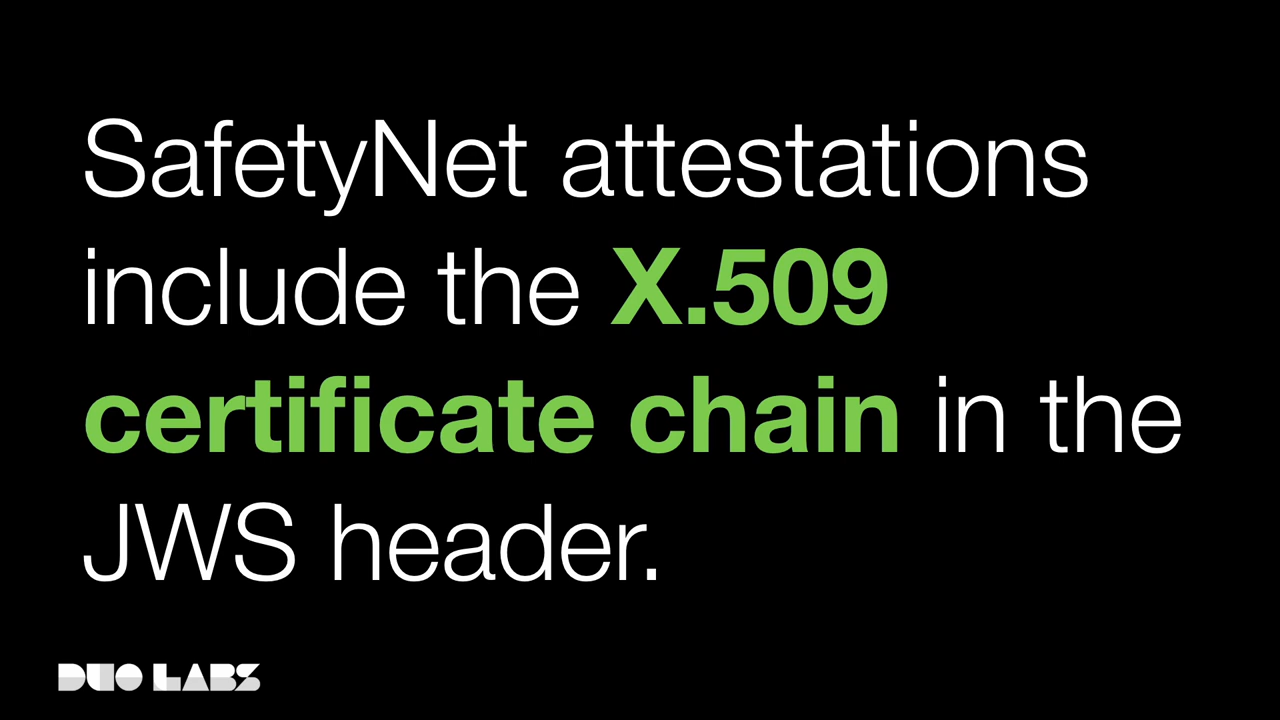 SafetyNet attestations
include the X.509
certificate chain in the
JWS header.
DUO LABS